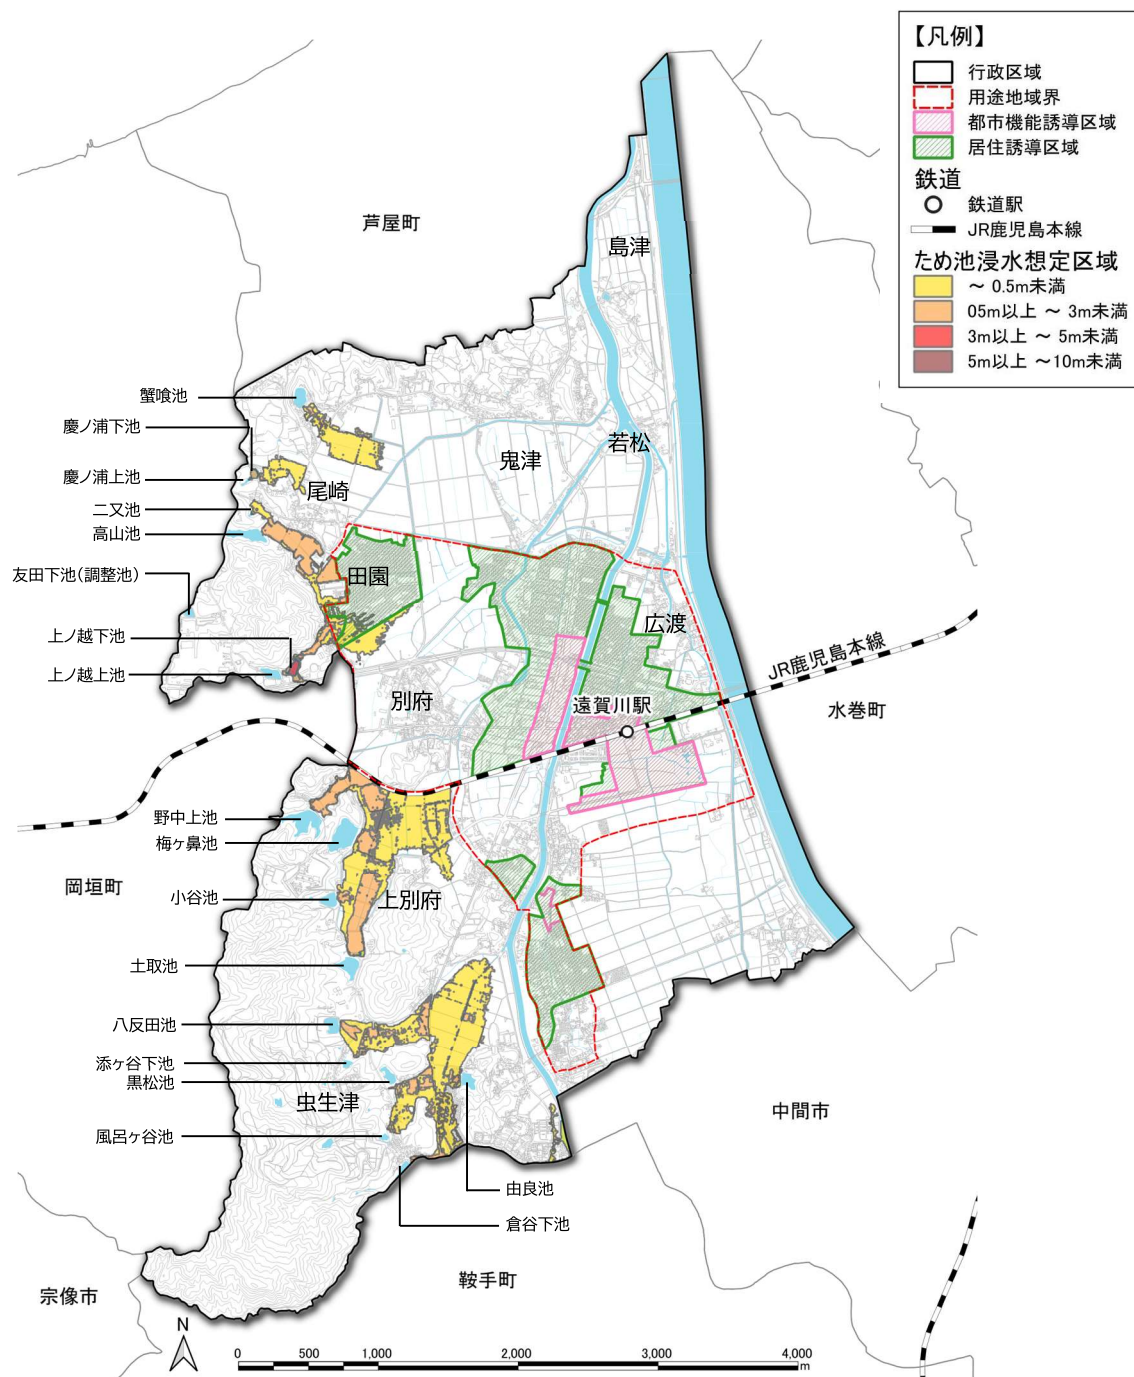 【凡例】
行政区域
用途地域界
都市機能誘導区域
居住誘導区域
鉄道
鉄道駅
JR鹿児島本線
ため池浸水想定区域
～ 0.5m未満
05m以上 ～ 3m未満
3m以上 ～ 5m未満
5m以上 ～10m未満
芦屋町
島津
蟹喰池
慶ノ浦下池
若松
鬼津
慶ノ浦上池
尾崎
二又池
高山池
友田下池(調整池)
田園
広渡
上ノ越下池
JR鹿児島本線
上ノ越上池
別府
遠賀川駅
水巻町
野中上池
梅ヶ鼻池
岡垣町
小谷池
上別府
土取池
八反田池
添ヶ谷下池
黒松池
虫生津
中間市
風呂ヶ谷池
由良池
倉谷下池
鞍手町
宗像市
N
0 500 1,000 2,000 3,000 4,000
m